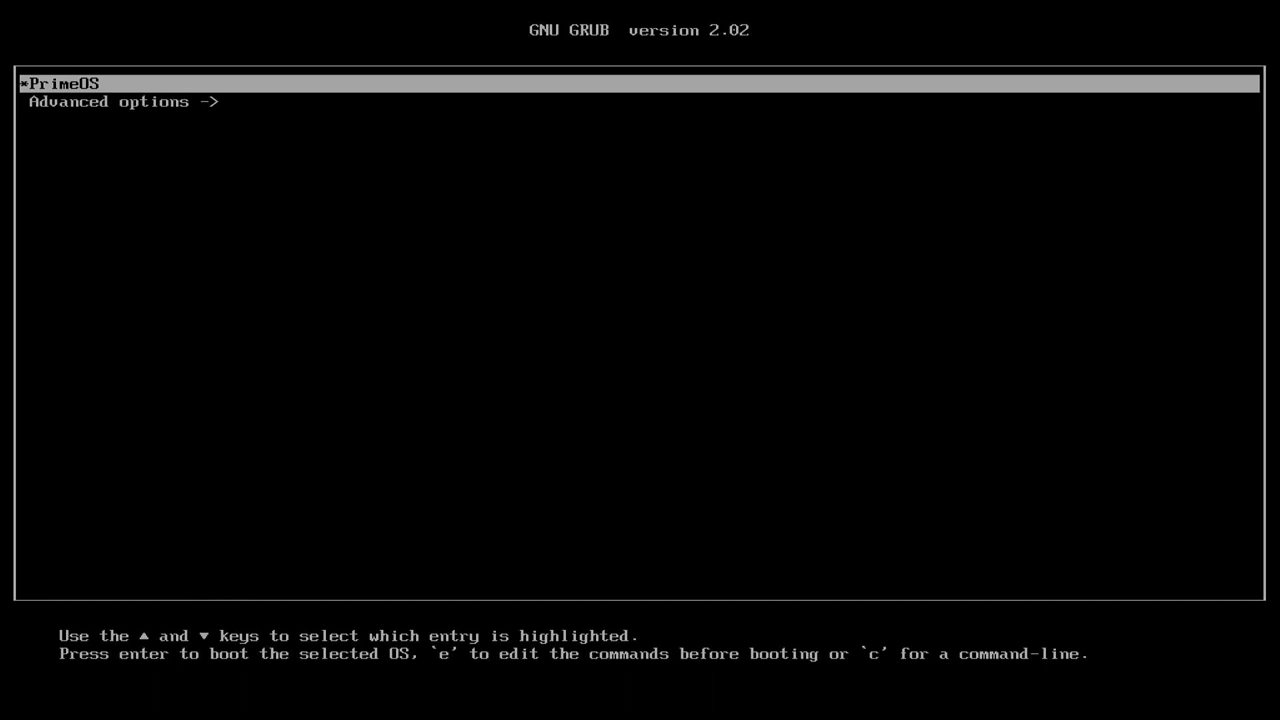 GNU GRUB  version 2.02
*PrimeOS
Advanced options ->
Use the ▲ and ▼ keys to select which entry is highlighted.
Press enter to boot the selected OS, `e' to edit the commands before booting or `c' for a command-line.